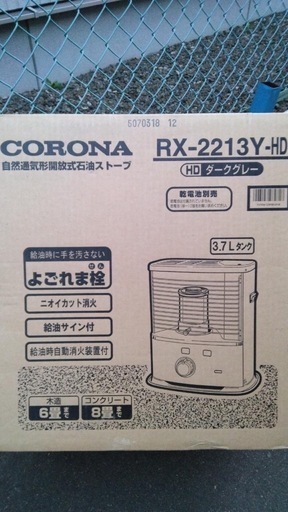 5070318 12
CORONA
RX-2213Y-HD
自然通気形開放式石油ストーブ
HD ダークグレー
乾電池別売
3.7Lタンク
給油時に手を汚さない
よごれま栓
せん
ニオイカット消火
給油サイン付
給油時自動消火装置付
木造
6畳まで
コンクリート
8畳まで